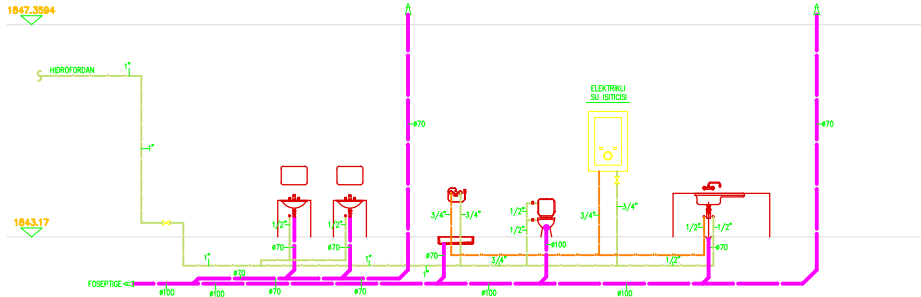 1847.3594
HIDROFORDAN
1"
ELEKTRIKLI
SU ISITICISI
ø70
ø70
1"
1843.17
1/2"
1/2"
3/4"
3/4"
1/2"
3/4"
3/4"
1/2"
1/2"
1/2"
ø70
ø70
ø70
ø100
ø70
1"
1"
3/4"
1/2"
ø70
1"
FOSEPTIGE
ø100
ø100
ø70
ø70
ø100
ø100